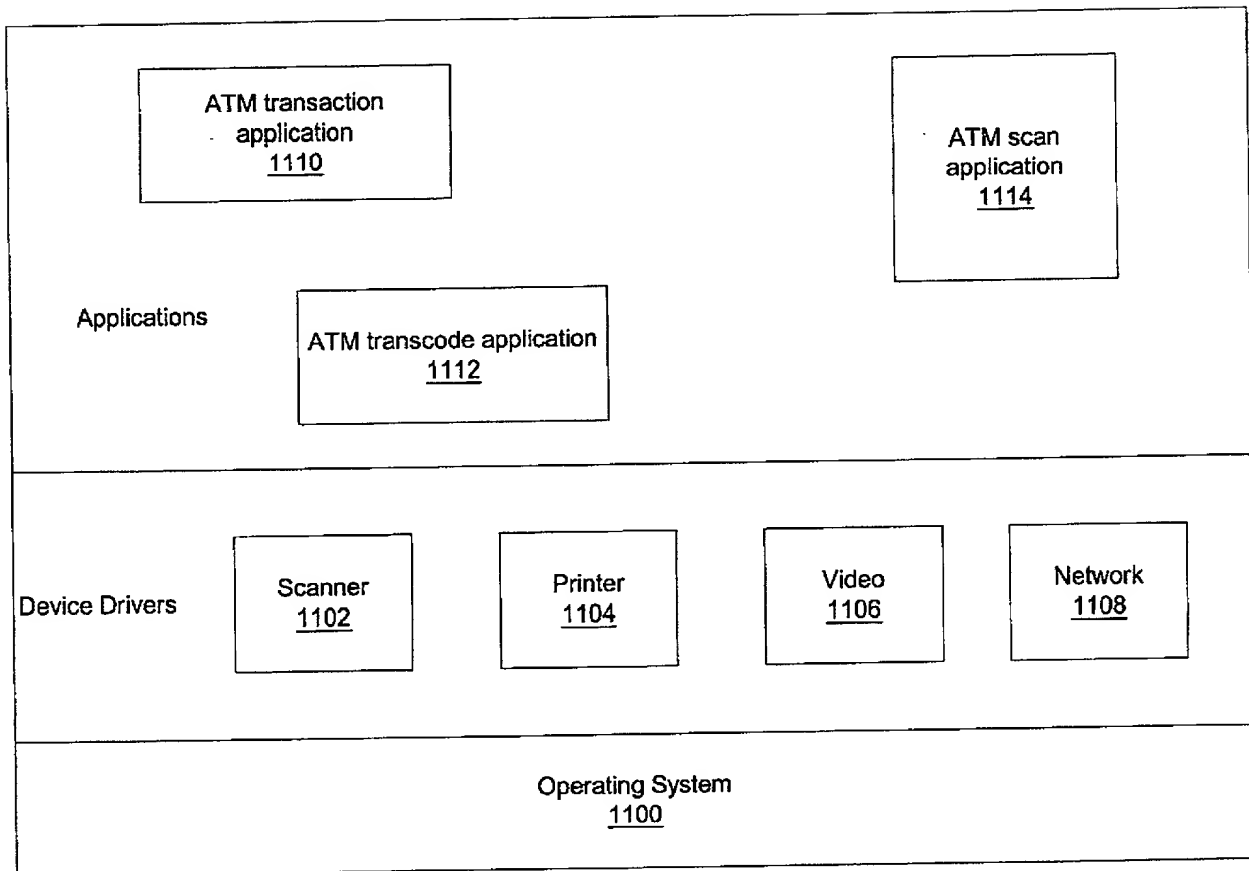 ATM transaction
application
1110
ATM scan
application
1114
Applications
ATM transcode application
1112
Device Drivers
Scanner
1102
Printer
1104
Video
1106
Network
1108
Operating System
1100